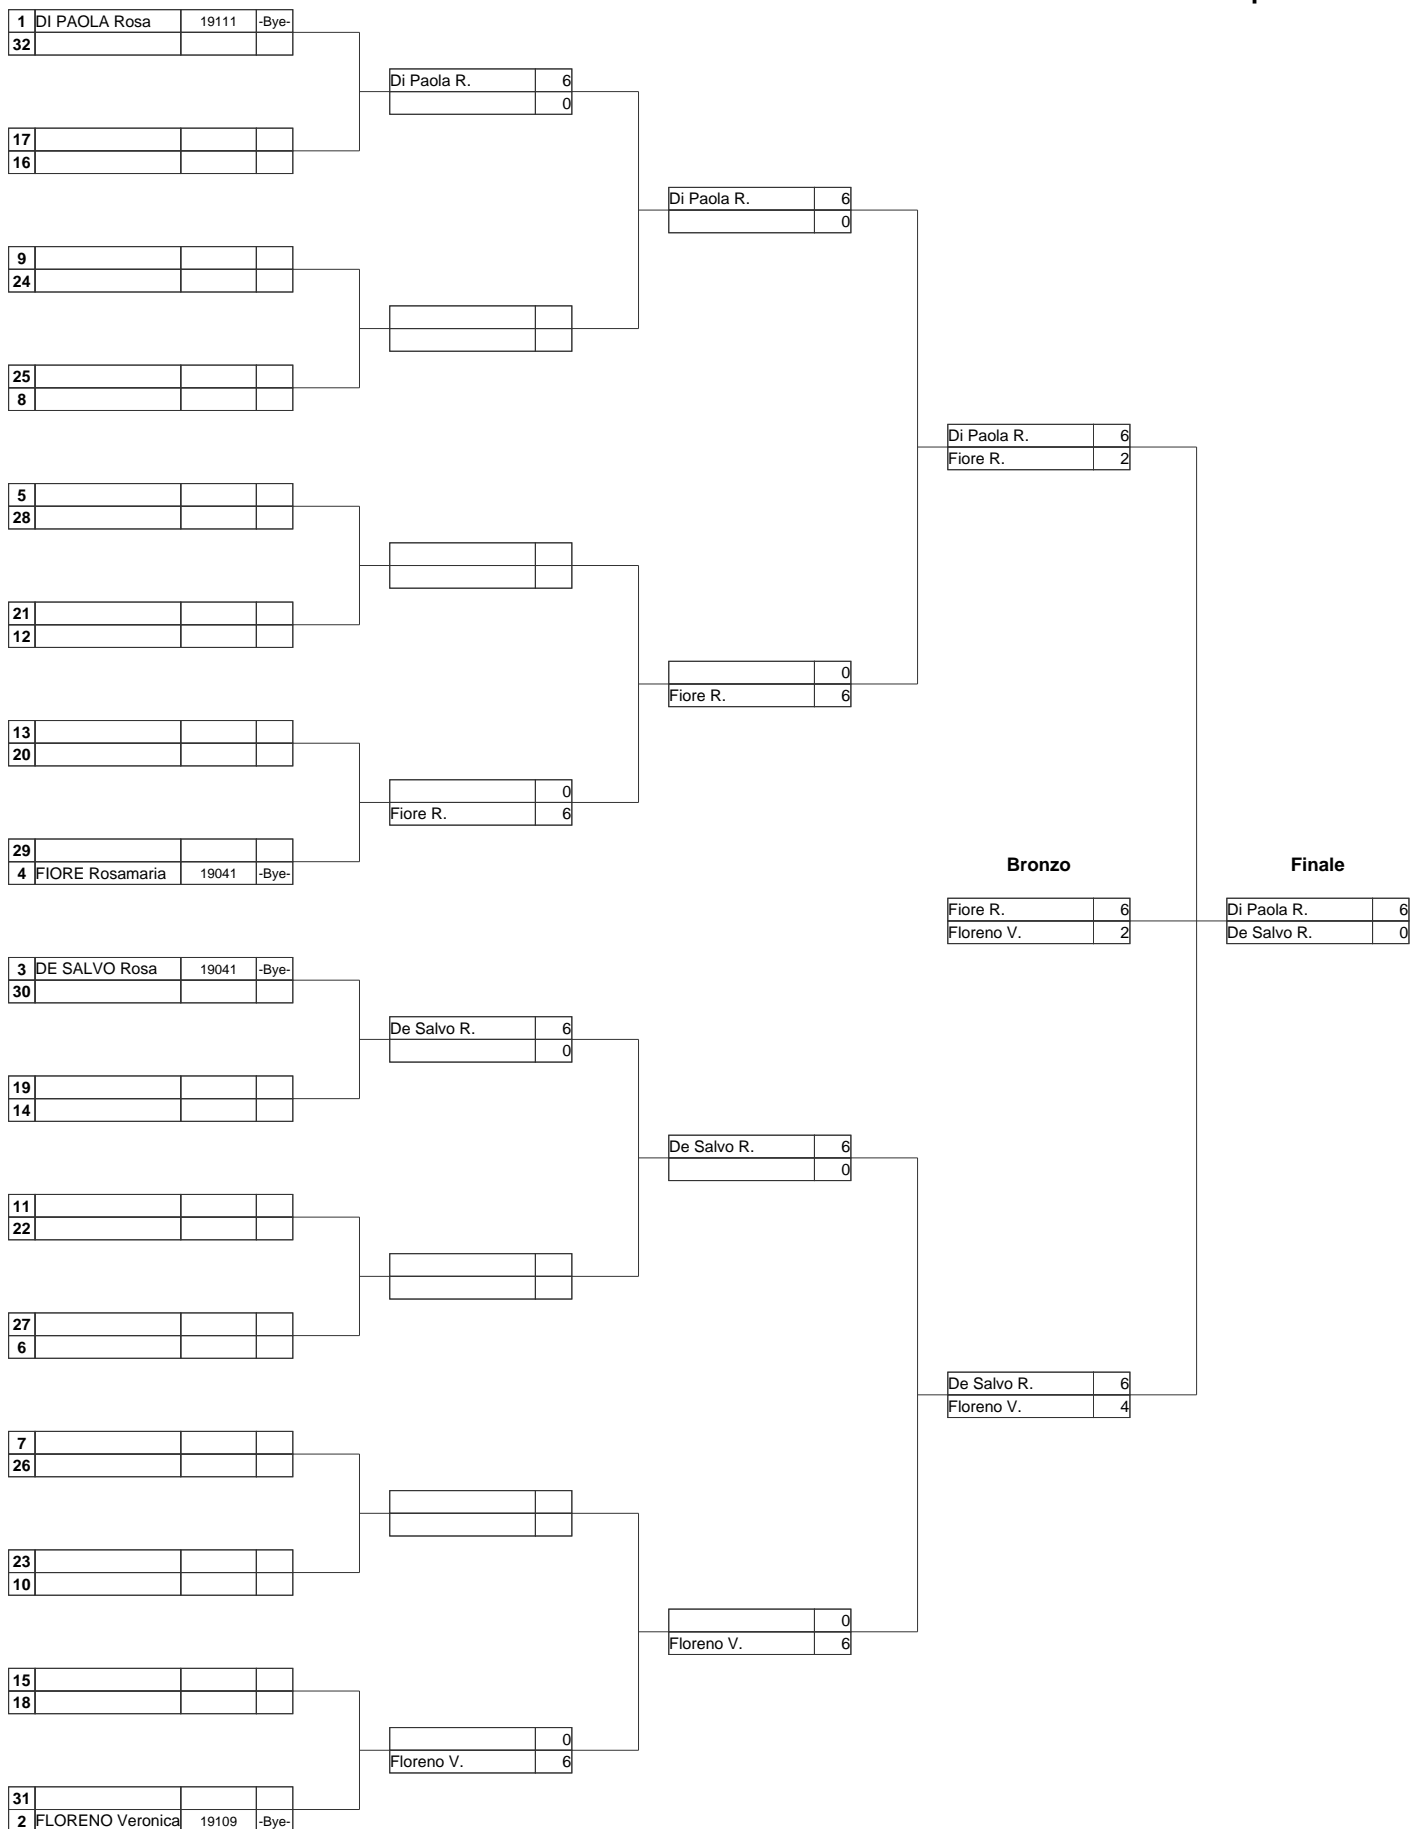 1 DI PAOLA Rosa 19111 -Bye-
32
Di Paola R. 6
0
17
16
Di Paola R. 6
0
9
24
25
8
Di Paola R. 6
Fiore R. 2
5
28
21
12
0
Fiore R. 6
13
20
0
Fiore R. 6
29
4 FIORE Rosamaria 19041 -Bye-
Bronzo Finale
Fiore R. 6 Di Paola R. 6
Floreno V. 2 De Salvo R. 0
3 DE SALVO Rosa 19041 -Bye-
30
De Salvo R. 6
0
19
14
De Salvo R. 6
0
11
22
27
6
De Salvo R. 6
Floreno V. 4
7
26
23
10
0
Floreno V. 6
15
18
0
Floreno V. 6
31
2 FLORENO Veronica 19109 -Bye-